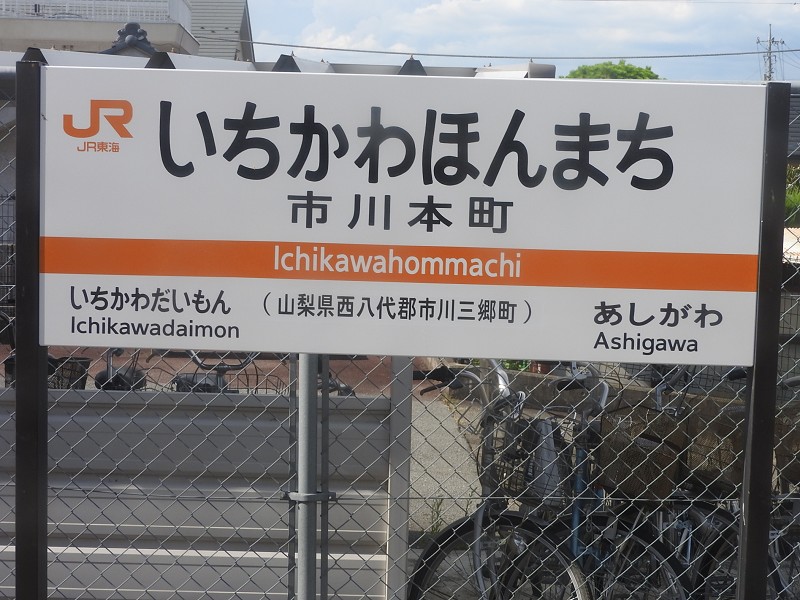 JR
JR東海
いちかわほんまち
市川本町
Ichikawahommachi
いちかわだいもん
Ichikawadaimon
（山梨県西八代郡市川三郷町）
あしがわ
Ashigawa